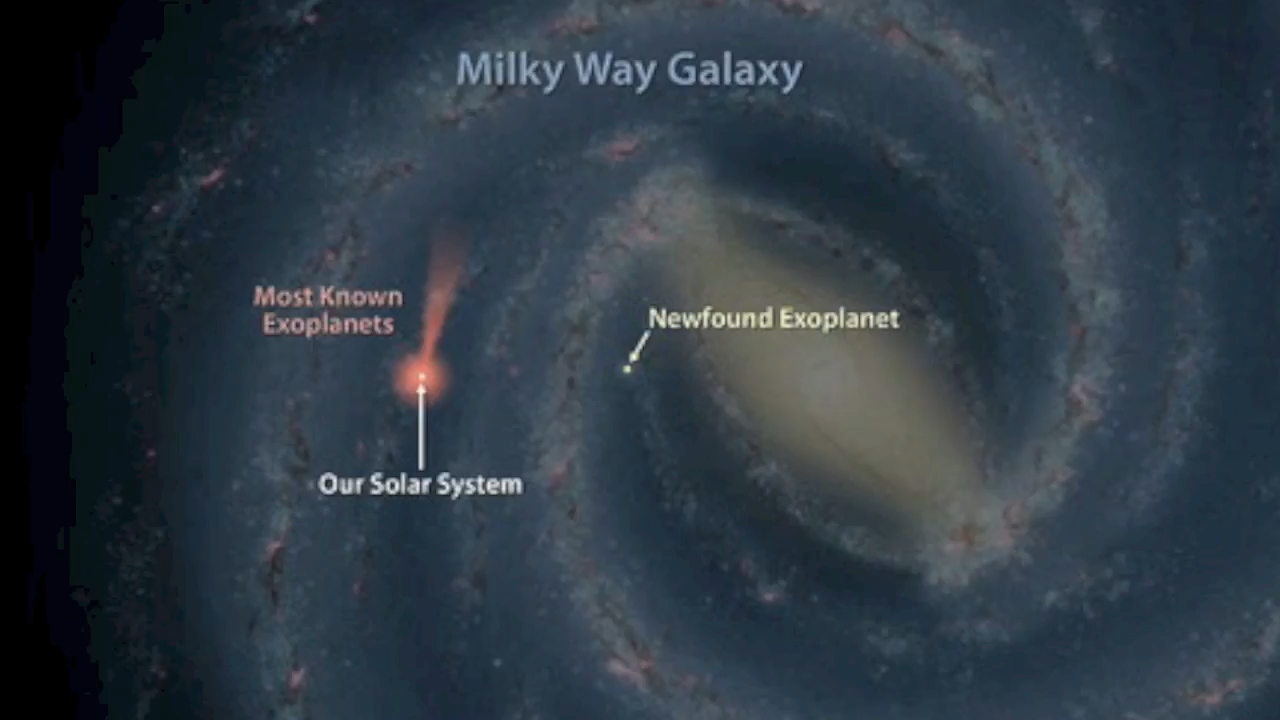 Milky Way Galaxy
Most Known
Exoplanets
Newfound Exoplanet
Our Solar System